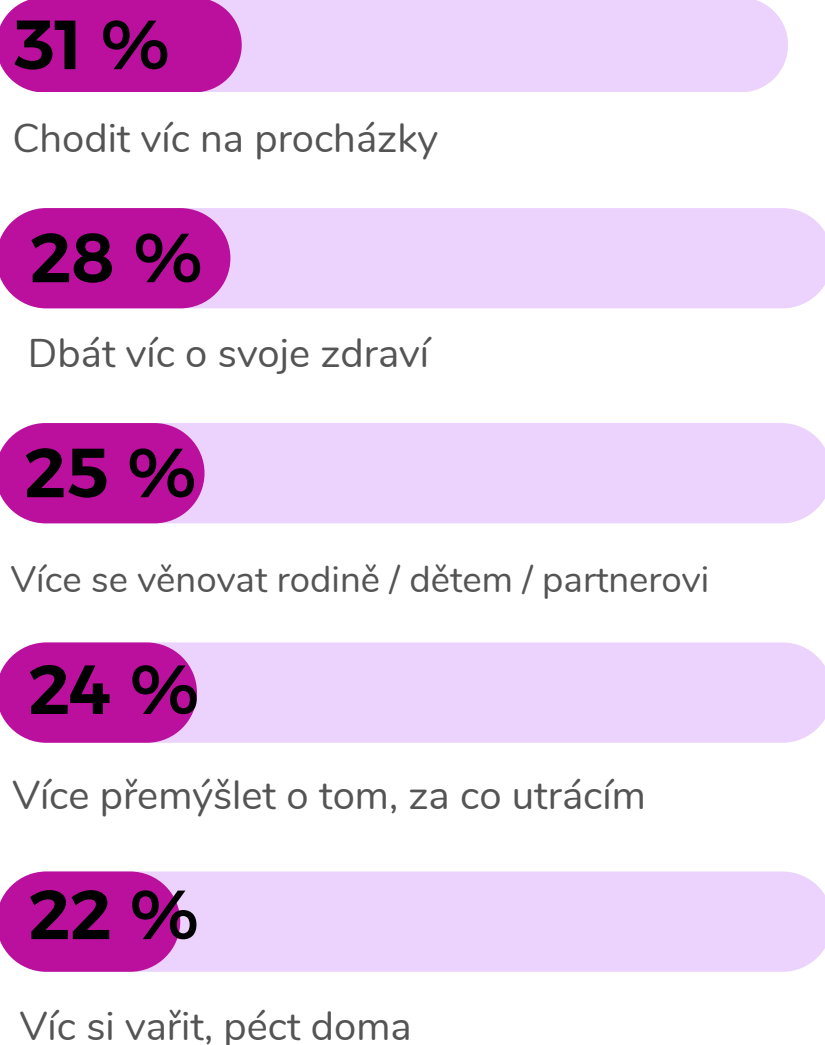 31 %
Chodit víc na procházky
28 %
Dbát víc o svoje zdraví
25 %
Více se věnovat rodině / dětem / partnerovi
24 %
Více přemýšlet o tom, za co utrácím
22 %
Víc si vařit, péct doma